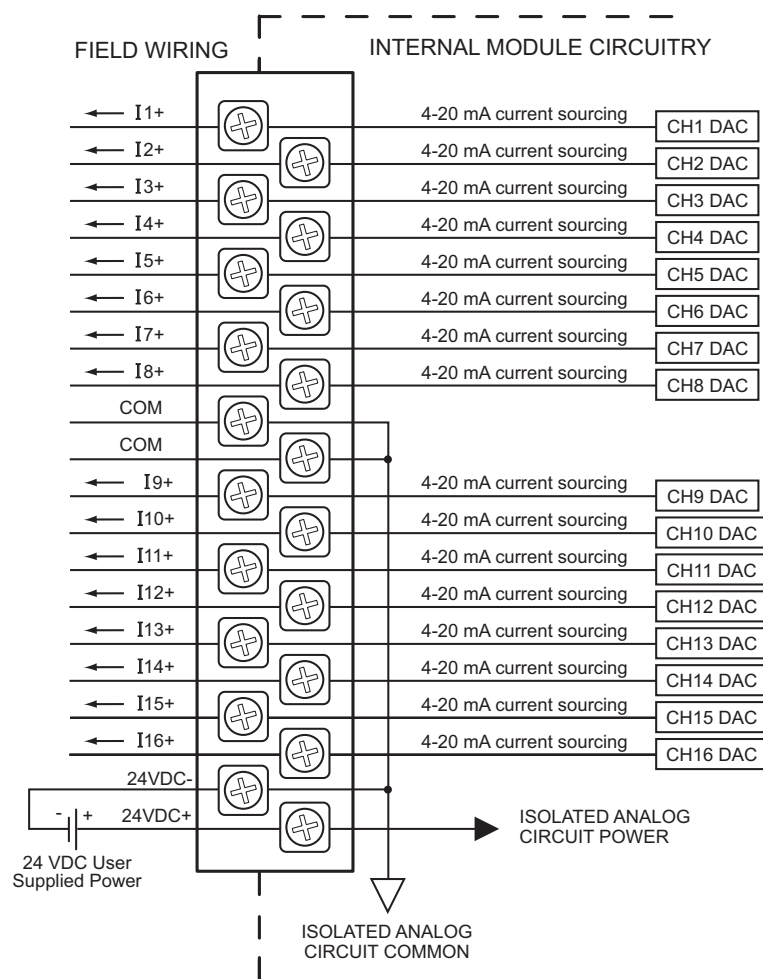 FIELD WIRING INTERNAL MODULE CIRCUITRY
I1+ 4-20 mA current sourcing CH1 DAC
I2+ 4-20 mA current sourcing CH2 DAC
I3+ 4-20 mA current sourcing CH3 DAC
I4+ 4-20 mA current sourcing CH4 DAC
I5+ 4-20 mA current sourcing CH5 DAC
I6+ 4-20 mA current sourcing CH6 DAC
I7+ 4-20 mA current sourcing CH7 DAC
I8+ 4-20 mA current sourcing CH8 DAC
COM
COM
I9+ 4-20 mA current sourcing CH9 DAC
I10+ 4-20 mA current sourcing CH10 DAC
I11+ 4-20 mA current sourcing CH11 DAC
I12+ 4-20 mA current sourcing CH12 DAC
I13+ 4-20 mA current sourcing CH13 DAC
I14+ 4-20 mA current sourcing CH14 DAC
I15+ 4-20 mA current sourcing CH15 DAC
I16+ 4-20 mA current sourcing CH16 DAC
24VDC-
- + 24VDC+
24 VDC User
Supplied Power
ISOLATED ANALOG
CIRCUIT POWER
ISOLATED ANALOG
CIRCUIT COMMON